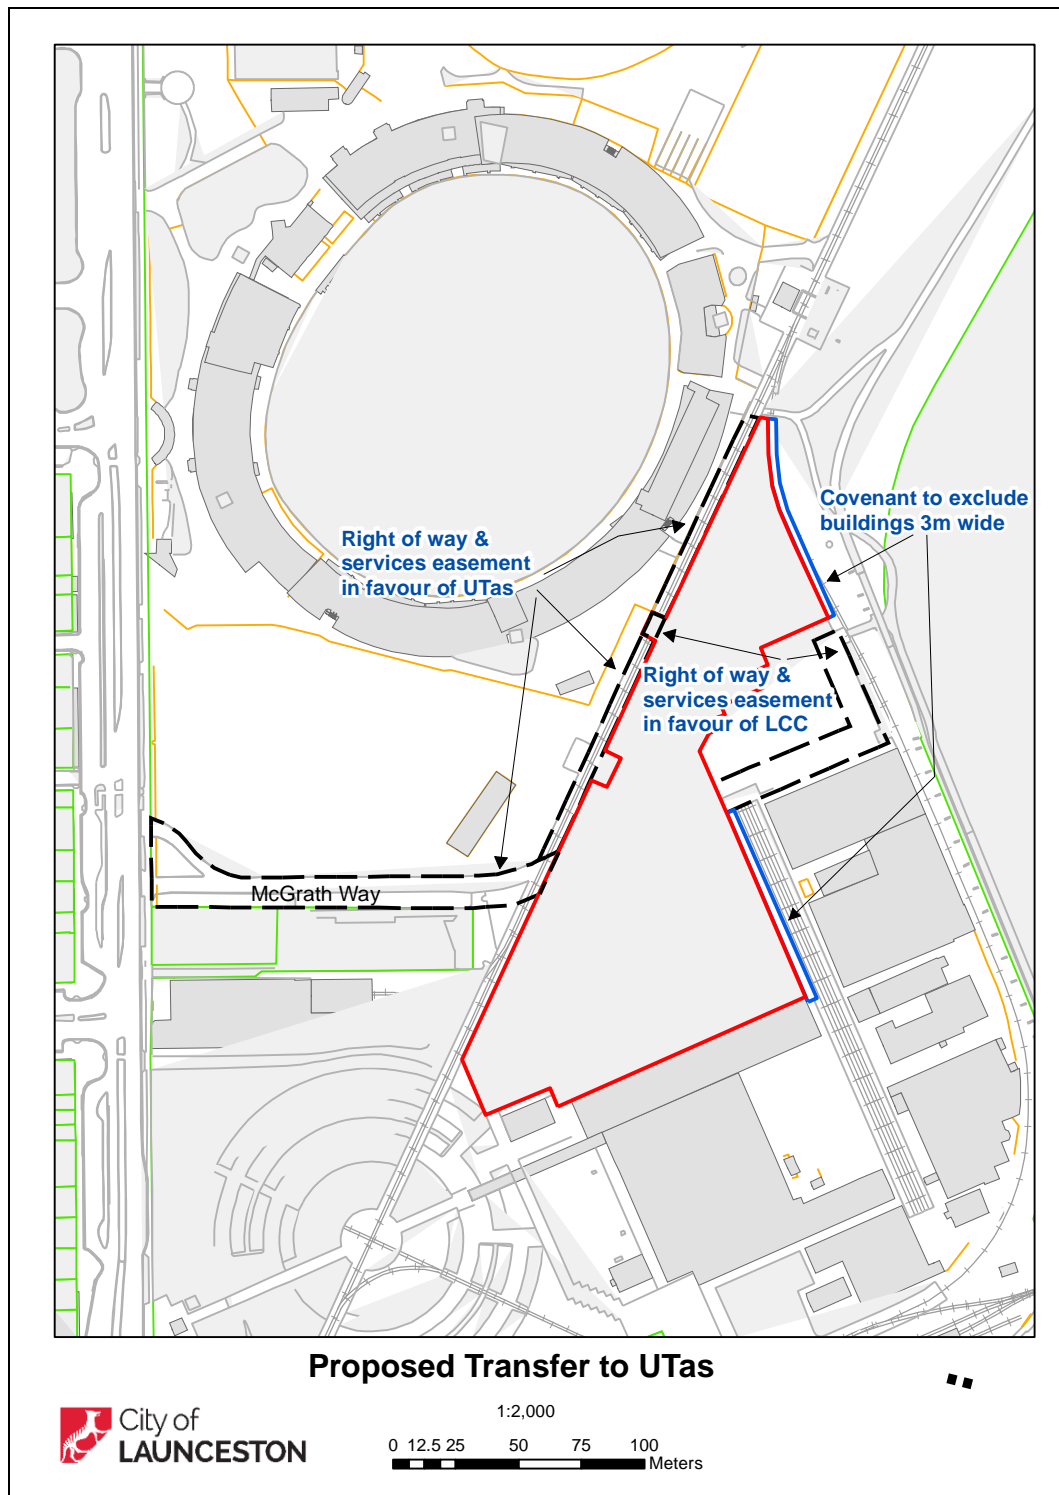 Covenant to exclude
buildings 3m wide
Right of way &
services easement
in favour of UTas
Right of way &
services easement
in favour of LCC
McGrath Way
Proposed Transfer to UTas
City of
LAUNCESTON
1:2,000
0 12.5 25 50 75 100
Meters